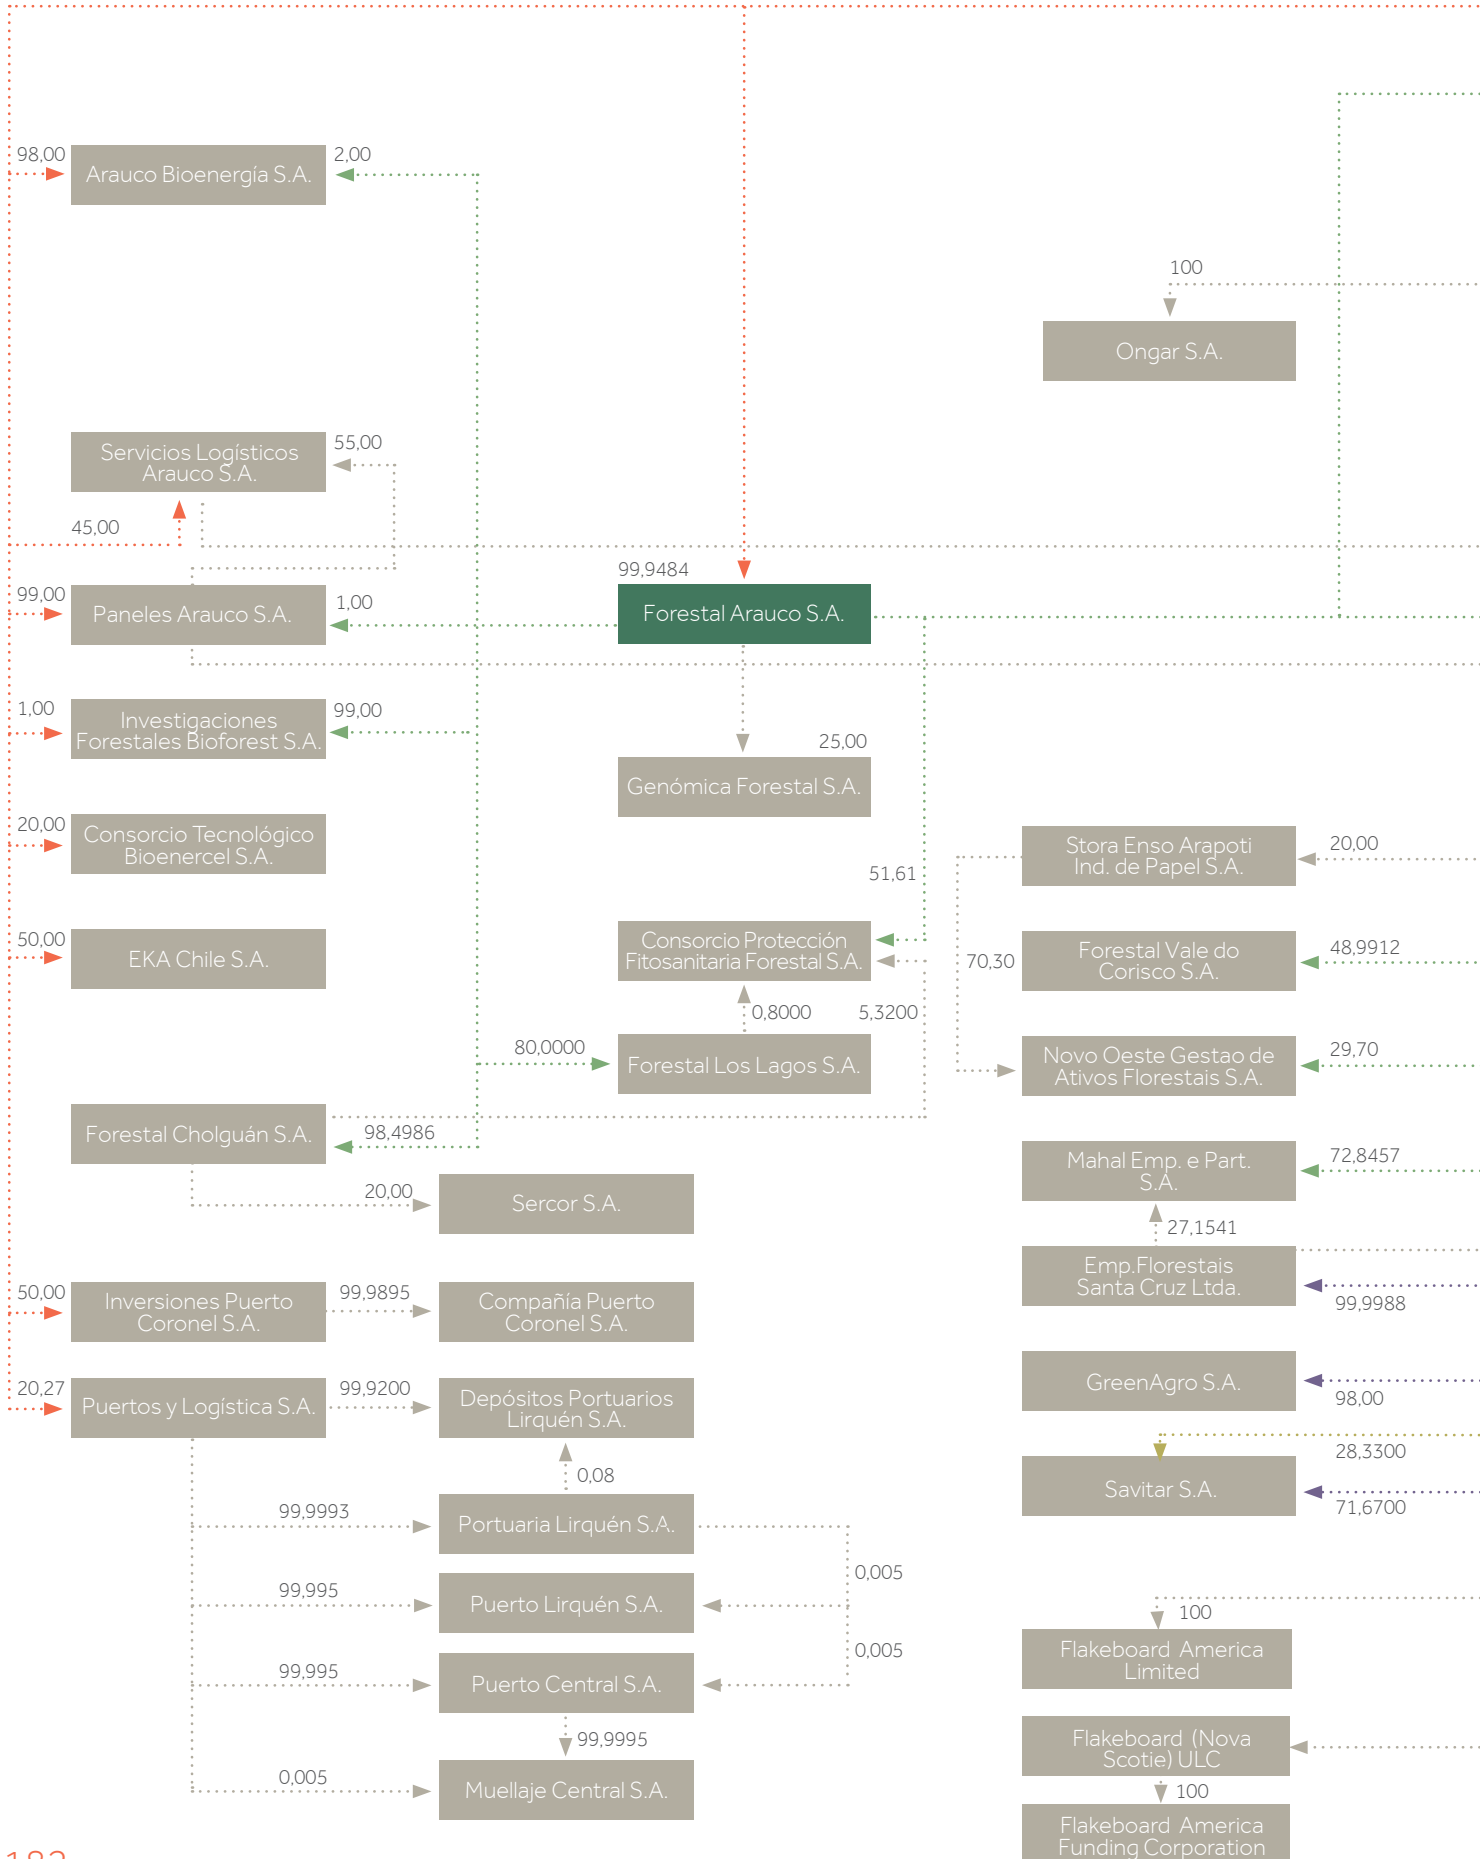 98,00
Arauco Bioenergía S.A.
2,00
100
Ongar S.A.
Servicios Logísticos
Arauco S.A.
55,00
45,00
99,00
Paneles Arauco S.A.
1,00
99,9484
Forestal Arauco S.A.
1,00
Investigaciones
Forestales Bioforest S.A.
99,00
25,00
Genómica Forestal S.A.
20,00
Consorcio Tecnológico
Bioenercel S.A.
51,61
Stora Enso Arapoti
Ind. de Papel S.A.
20,00
50,00
EKA Chile S.A.
Consorcio Protección
Fitosanitaria Forestal S.A.
70,30
Forestal Vale do
Corisco S.A.
48,9912
0,8000
5,3200
80,0000
Forestal Los Lagos S.A.
Novo Oeste Gestao de
Ativos Florestais S.A.
29,70
Forestal Cholguán S.A.
98,4986
Mahal Emp. e Part.
S.A.
72,8457
20,00
Sercor S.A.
27,1541
Emp.Florestais
Santa Cruz Ltda.
99,9988
50,00
Inversiones Puerto
Coronel S.A.
99,9895
Compañía Puerto
Coronel S.A.
20,27
Puertos y Logística S.A.
99,9200
Depósitos Portuarios
Lirquén S.A.
GreenAgro S.A.
98,00
28,3300
0,08
Savitar S.A.
71,6700
99,9993
Portuaria Lirquén S.A.
0,005
99,995
Puerto Lirquén S.A.
100
0,005
Flakeboard America
Limited
99,995
Puerto Central S.A.
99,9995
Flakeboard (Nova
Scotie) ULC
0,005
Muellaje Central S.A.
100
Flakeboard America
Funding Corporation